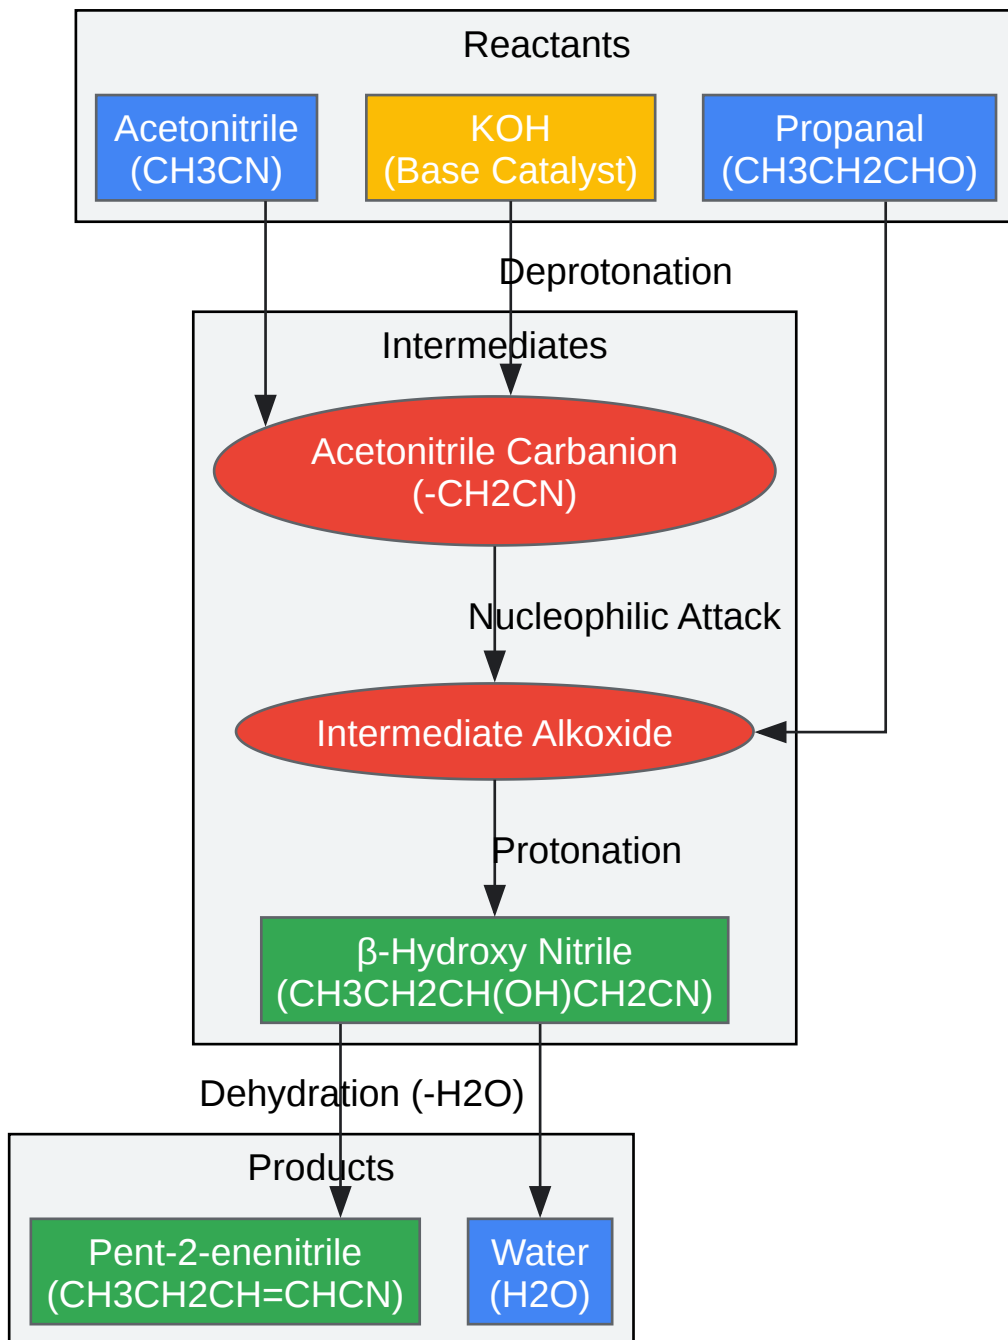 Reactants
Acetonitrile
(CH3CN)
KOH
(Base Catalyst)
Propanal
(CH3CH2CHO)
Deprotonation
Intermediates
Acetonitrile Carbanion
(-CH2CN)
Nucleophilic Attack
Intermediate Alkoxide
Protonation
β-Hydroxy Nitrile
(CH3CH2CH(OH)CH2CN)
Dehydration (-H2O)
Products
Pent-2-enenitrile
(CH3CH2CH=CHCN)
Water
(H2O)